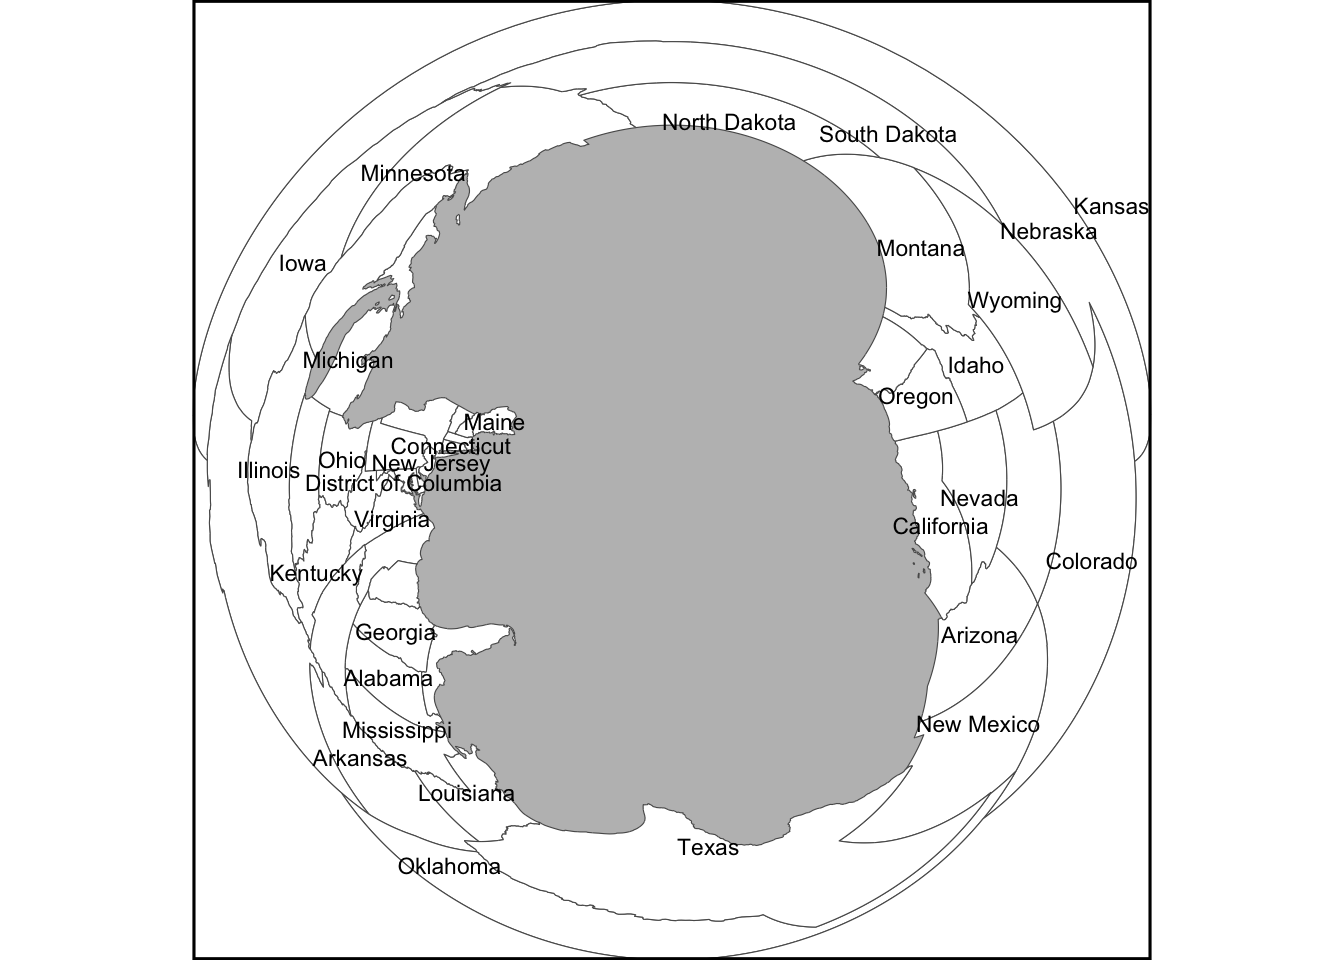 North Dakota
South Dakota
Minnesota
Kansas
Nebraska
Montana
Iowa
Wyoming
Michigan
Idaho
Oregon
Maine
Connecticut
Ohio
New Jersey
Illinois
District of Columbia
Nevada
Virginia
California
Colorado
Kentucky
Georgia
Arizona
Alabama
New Mexico
Mississippi
Arkansas
Louisiana
Texas
Oklahoma